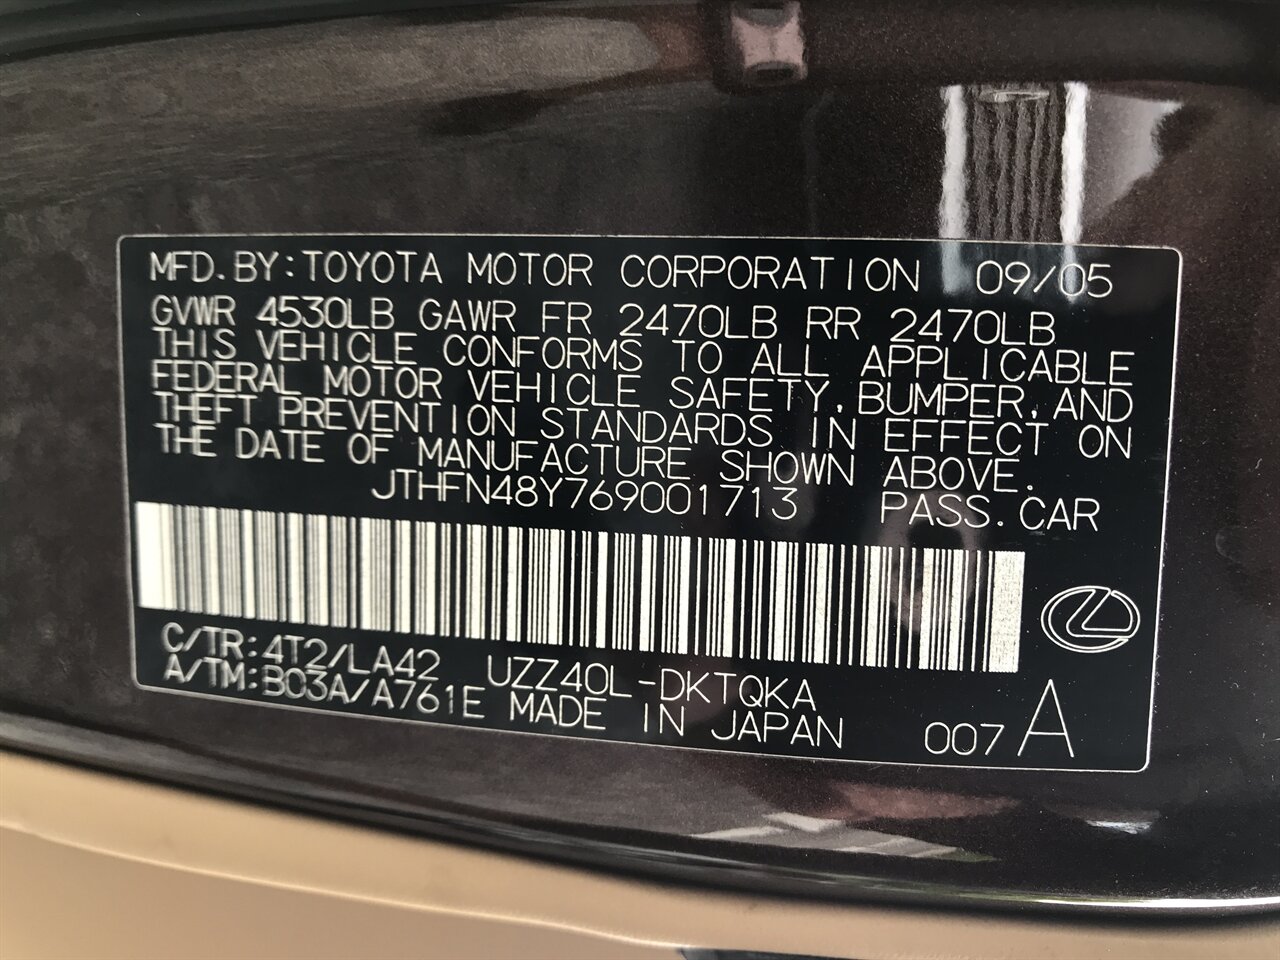 MFD.BY:TOYOTA MOTOR CORPORATION 09/05
GVWR 4530LB GAWR FR 2470LB RR 2470LB
THIS VEHICLE CONFORMS TO ALL APPLICABLE
FEDERAL MOTOR VEHICLE SAFETY,BUMPER,AND
THEFT PREVENTION STANDARDS IN EFFECT ON
THE DATE OF MANUFACTURE SHOWN ABOVE.
JTHFN48Y769001713 PASS.CAR
C/TR:4T2/LA42 UZZ40L-DKTQKA
A/TM:B03A/A761E MADE IN JAPAN 007 A